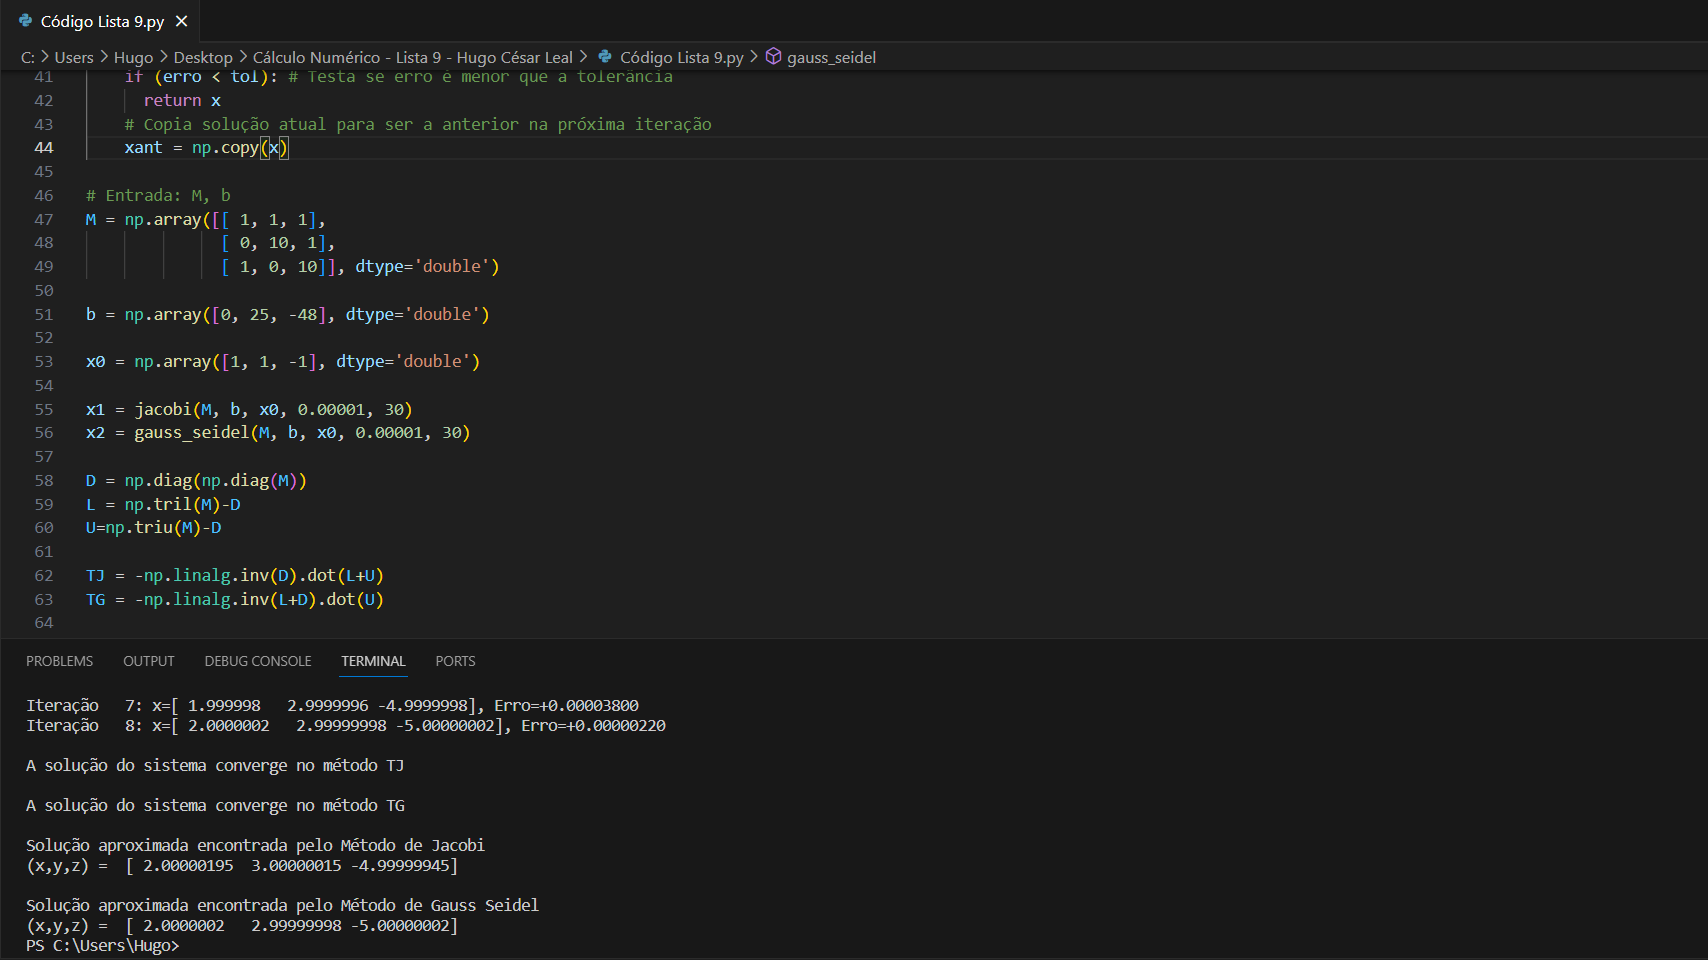 Código Lista 9.py
C: > Users > Hugo > Desktop > Cálculo Numérico - Lista 9 - Hugo César Leal > Código Lista 9.py > gauss_seidel
41 if (erro < tol): # Testa se erro é menor que a tolerância
42 return x
43 # Copia solução atual para ser a anterior na próxima iteração
44 xant = np.copy(x)
45
46 # Entrada: M, b
47 M = np.array([[ 1, 1, 1],
48 [ 0, 10, 1],
49 [ 1, 0, 10]], dtype='double')
50
51 b = np.array([0, 25, -48], dtype='double')
52
53 x0 = np.array([1, 1, -1], dtype='double')
54
55 x1 = jacobi(M, b, x0, 0.00001, 30)
56 x2 = gauss_seidel(M, b, x0, 0.00001, 30)
57
58 D = np.diag(np.diag(M))
59 L = np.tril(M)-D
60 U=np.triu(M)-D
61
62 TJ = -np.linalg.inv(D).dot(L+U)
63 TG = -np.linalg.inv(L+D).dot(U)
64
PROBLEMS OUTPUT DEBUG CONSOLE TERMINAL PORTS
Iteração 7: x=[ 1.999998 2.9999996 -4.9999998], Erro=+0.00003800
Iteração 8: x=[ 2.0000002 2.99999998 -5.00000002], Erro=+0.00000220
A solução do sistema converge no método TJ
A solução do sistema converge no método TG
Solução aproximada encontrada pelo Método de Jacobi
(x,y,z) = [ 2.00000195 3.00000015 -4.99999945]
Solução aproximada encontrada pelo Método de Gauss Seidel
(x,y,z) = [ 2.0000002 2.99999998 -5.00000002]
PS C:\Users\Hugo>